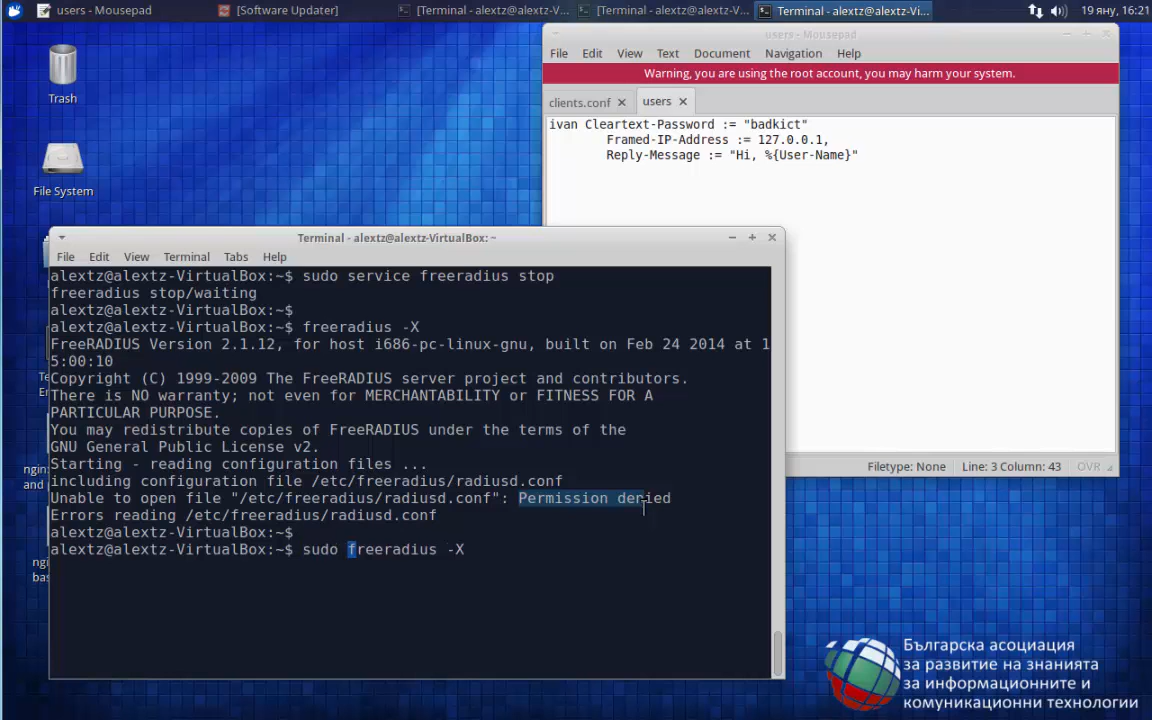 users - Mousepad
[Software Updater]
[Terminal - alextz@alextz-V...
[Terminal - alextz@alextz-V...
Terminal - alextz@alextz-Vi...
19 яну, 16:21
Trash
File System
users - Mousepad
File Edit View Text Document Navigation Help
Warning, you are using the root account, you may harm your system.
clients.conf
users
ivan Cleartext-Password := "badkict"
Framed-IP-Address := 127.0.0.1,
Reply-Message := "Hi, %{User-Name}"
Filetype: None Line: 3 Column: 43 OVR
Terminal - alextz@alextz-VirtualBox: ~
File Edit View Terminal Tabs Help
alextz@alextz-VirtualBox:~$ sudo service freeradius stop
freeradius stop/waiting
alextz@alextz-VirtualBox:~$
alextz@alextz-VirtualBox:~$ freeradius -X
FreeRADIUS Version 2.1.12, for host i686-pc-linux-gnu, built on Feb 24 2014 at 1
5:00:10
Copyright (C) 1999-2009 The FreeRADIUS server project and contributors.
There is NO warranty; not even for MERCHANTABILITY or FITNESS FOR A
PARTICULAR PURPOSE.
You may redistribute copies of FreeRADIUS under the terms of the
GNU General Public License v2.
Starting - reading configuration files ...
including configuration file /etc/freeradius/radiusd.conf
Unable to open file "/etc/freeradius/radiusd.conf": Permission denied
Errors reading /etc/freeradius/radiusd.conf
alextz@alextz-VirtualBox:~$
alextz@alextz-VirtualBox:~$ sudo freeradius -X
Te
E
nginx
and p
ngi
bas
Българска асоциация
за развитие на знанията
за информационните и
комуникационни технологии